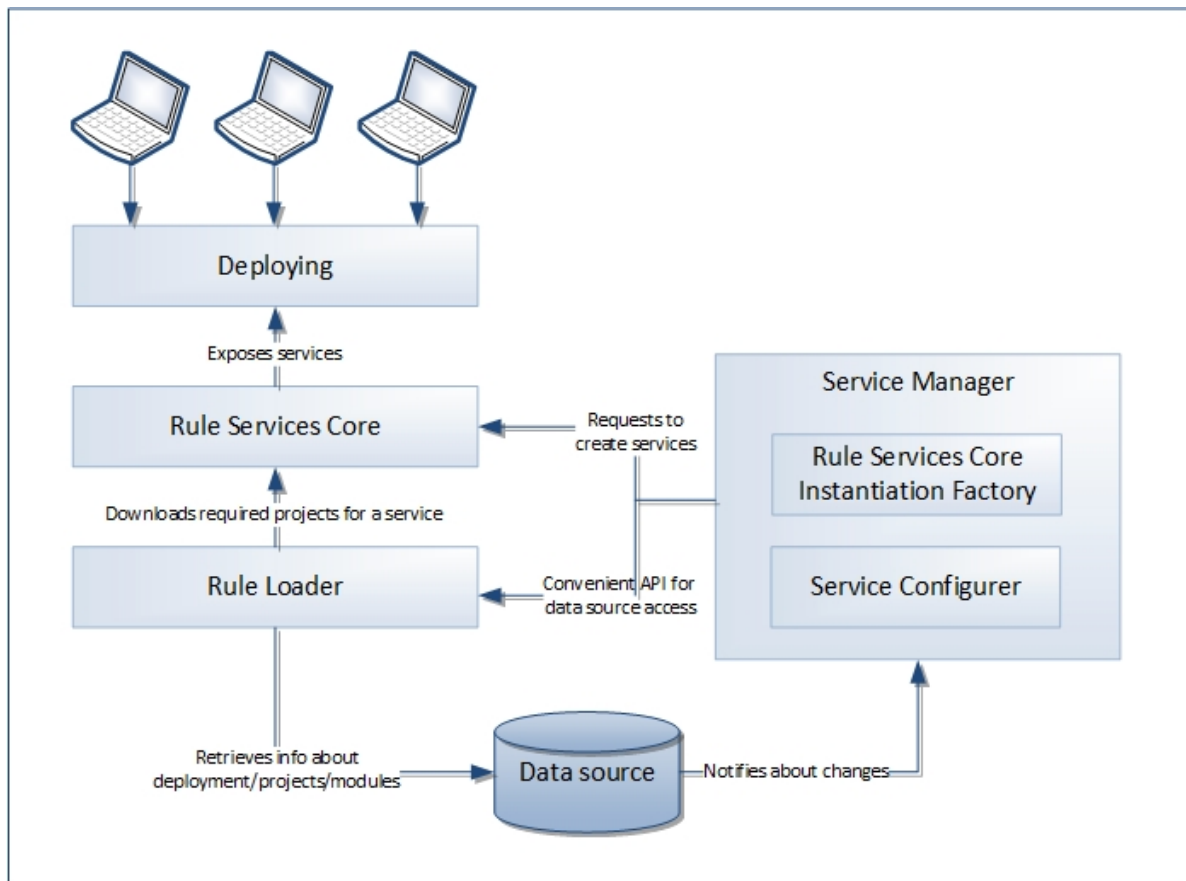 Deploying
Exposes services
Rule Services Core
Downloads required projects for a service
Rule Loader
Requests to
create services
Convenient API for
data source access
Service Manager
Rule Services Core
Instantiation Factory
Service Configurer
Retrieves info about
deployment/projects/modules
Data source
Notifies about changes